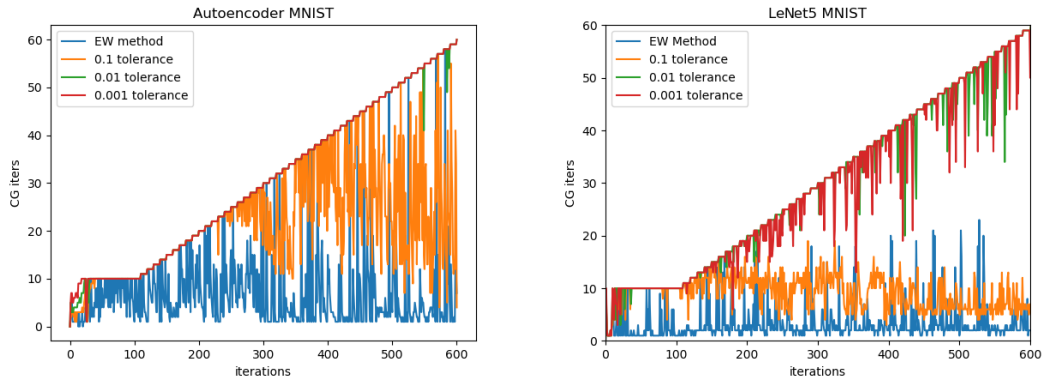 Autoencoder MNIST
EW method
0.1 tolerance
0.01 tolerance
0.001 tolerance
CG iters
60
50
40
30
20
10
0
0
100
200
300
400
500
600
iterations
LeNet5 MNIST
EW Method
0.1 tolerance
0.01 tolerance
0.001 tolerance
CG iters
60
50
40
30
20
10
0
0
100
200
300
400
500
600
iterations